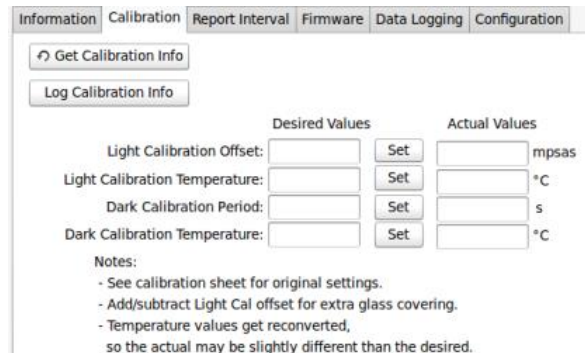 Information Calibration Report Interval Firmware Data Logging Configuration
Get Calibration Info
Log Calibration Info
Desired Values Actual Values
Light Calibration Offset: Set mpsas
Light Calibration Temperature: Set °C
Dark Calibration Period: Set s
Dark Calibration Temperature: Set °C
Notes:
- See calibration sheet for original settings.
- Add/subtract Light Cal offset for extra glass covering.
- Temperature values get reconverted,
so the actual may be slightly different than the desired.